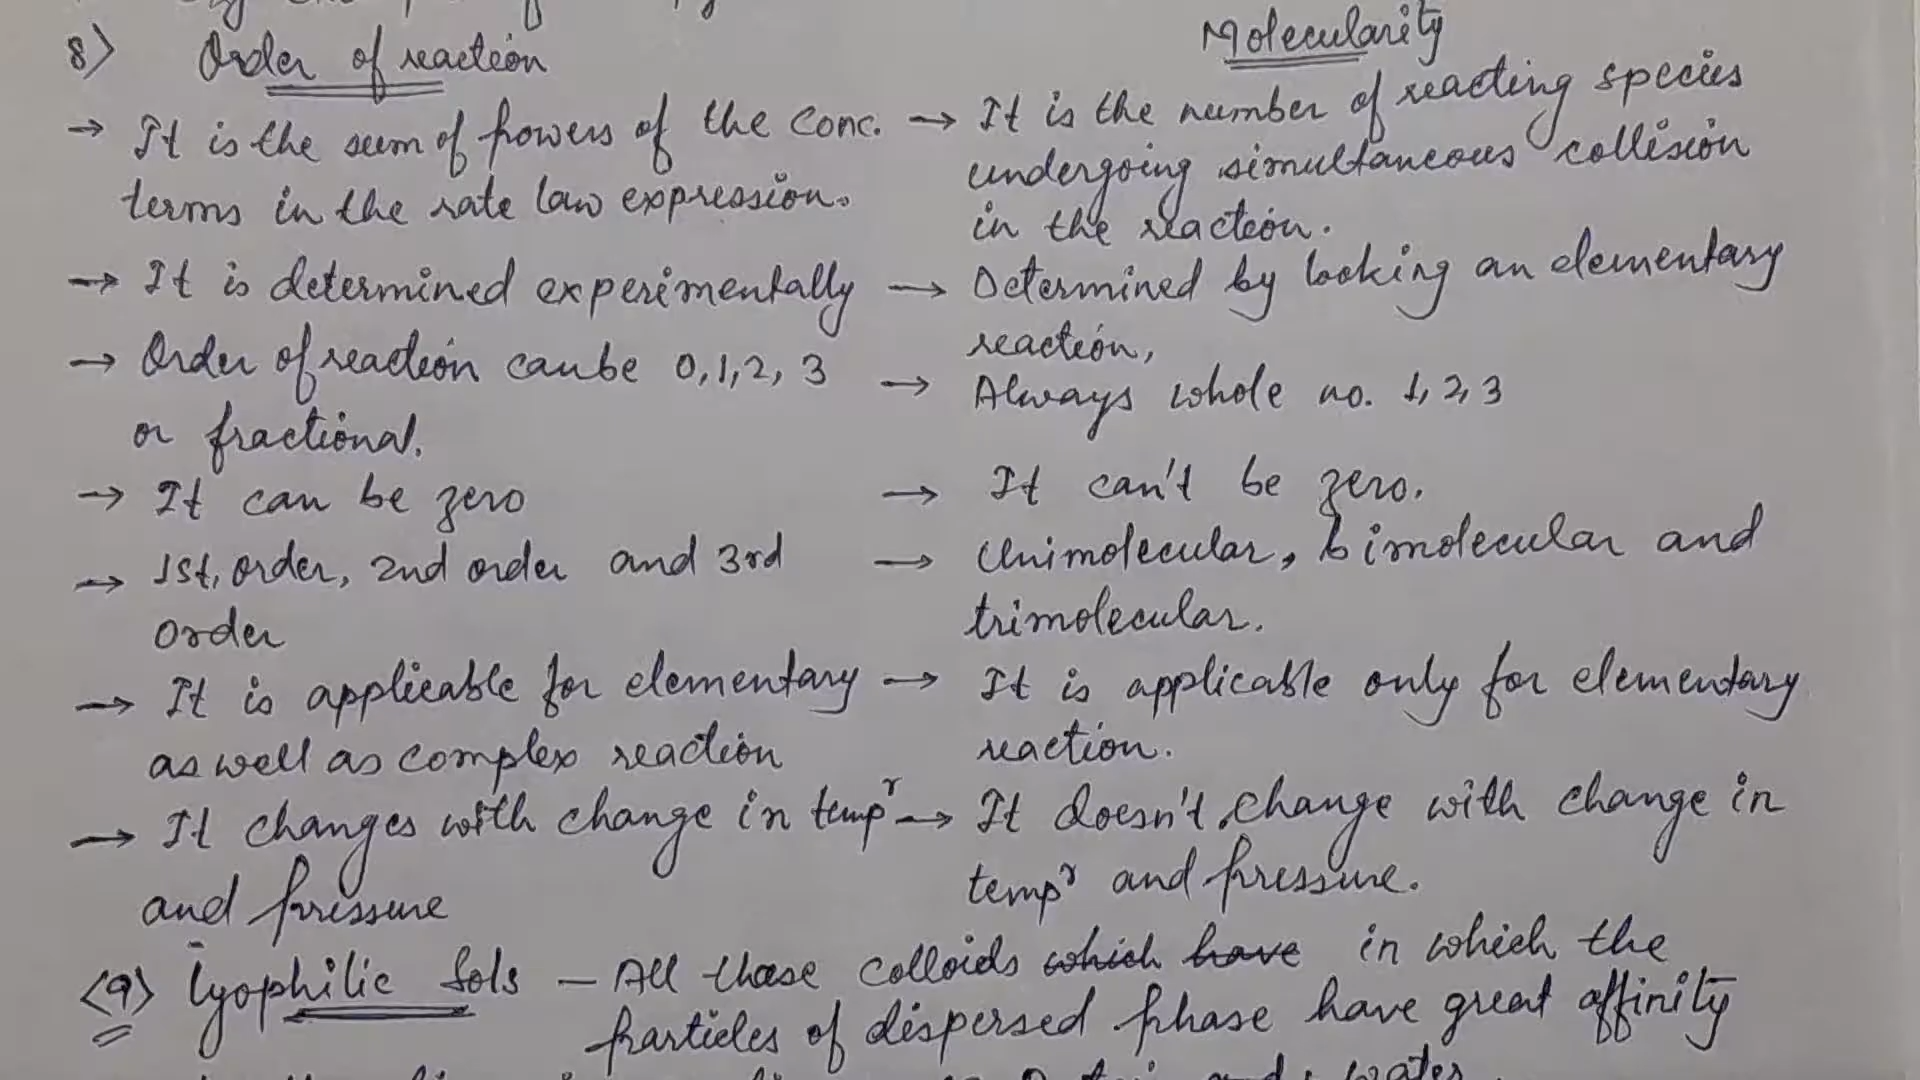 8) Order of reaction
→ It is the sum of powers of the conc.
terms in the rate law expression.
→ It is determined experimentally
→ Order of reaction can be 0,1,2,3
or fractional.
→ It can be zero
→ 1st, order, 2nd order and 3rd
order
→ It is applicable for elementary
as well as complex reaction
→ It changes with change in tempr
and pressure
Molecularity
→ It is the number of reacting species
undergoing simultaneous collision
in the reaction.
→ Determined by looking an elementary
reaction,
→ Always whole no. 1,2,3
→ It can't be zero.
→ Unimolecular, bimolecular and
trimolecular.
→ It is applicable only for elementary
reaction.
→ It doesn't change with change in
tempr and pressure.
(9) Lyophilic Sols — All those colloids which have in which the
particles of dispersed phase have great affinity
and water